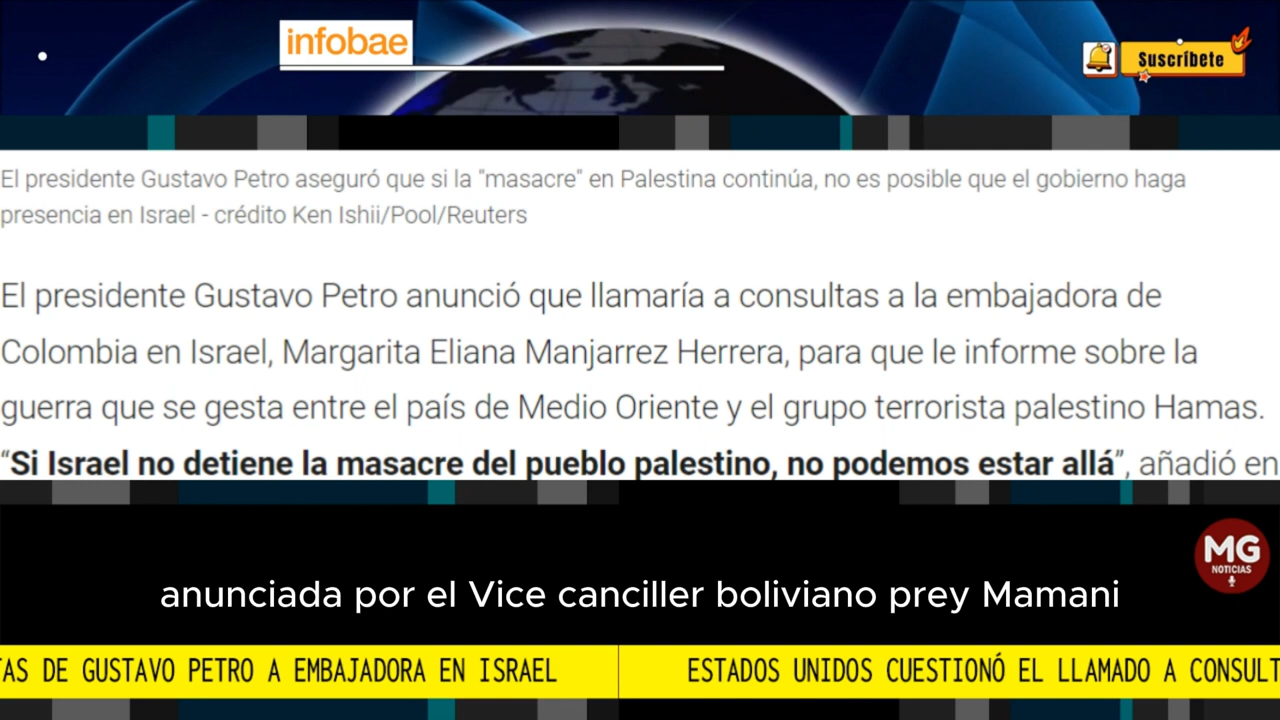 infobae
Suscríbete
El presidente Gustavo Petro aseguró que si la "masacre" en Palestina continúa, no es posible que el gobierno haga
presencia en Israel - crédito Ken Ishii/Pool/Reuters
El presidente Gustavo Petro anunció que llamaría a consultas a la embajadora de
Colombia en Israel, Margarita Eliana Manjarrez Herrera, para que le informe sobre la
guerra que se gesta entre el país de Medio Oriente y el grupo terrorista palestino Hamas.
“Si Israel no detiene la masacre del pueblo palestino, no podemos estar allá”, añadió en
MG
NOTICIAS
anunciada por el Vice canciller boliviano prey Mamani
TAS DE GUSTAVO PETRO A EMBAJADORA EN ISRAEL ESTADOS UNIDOS CUESTIONÓ EL LLAMADO A CONSULT